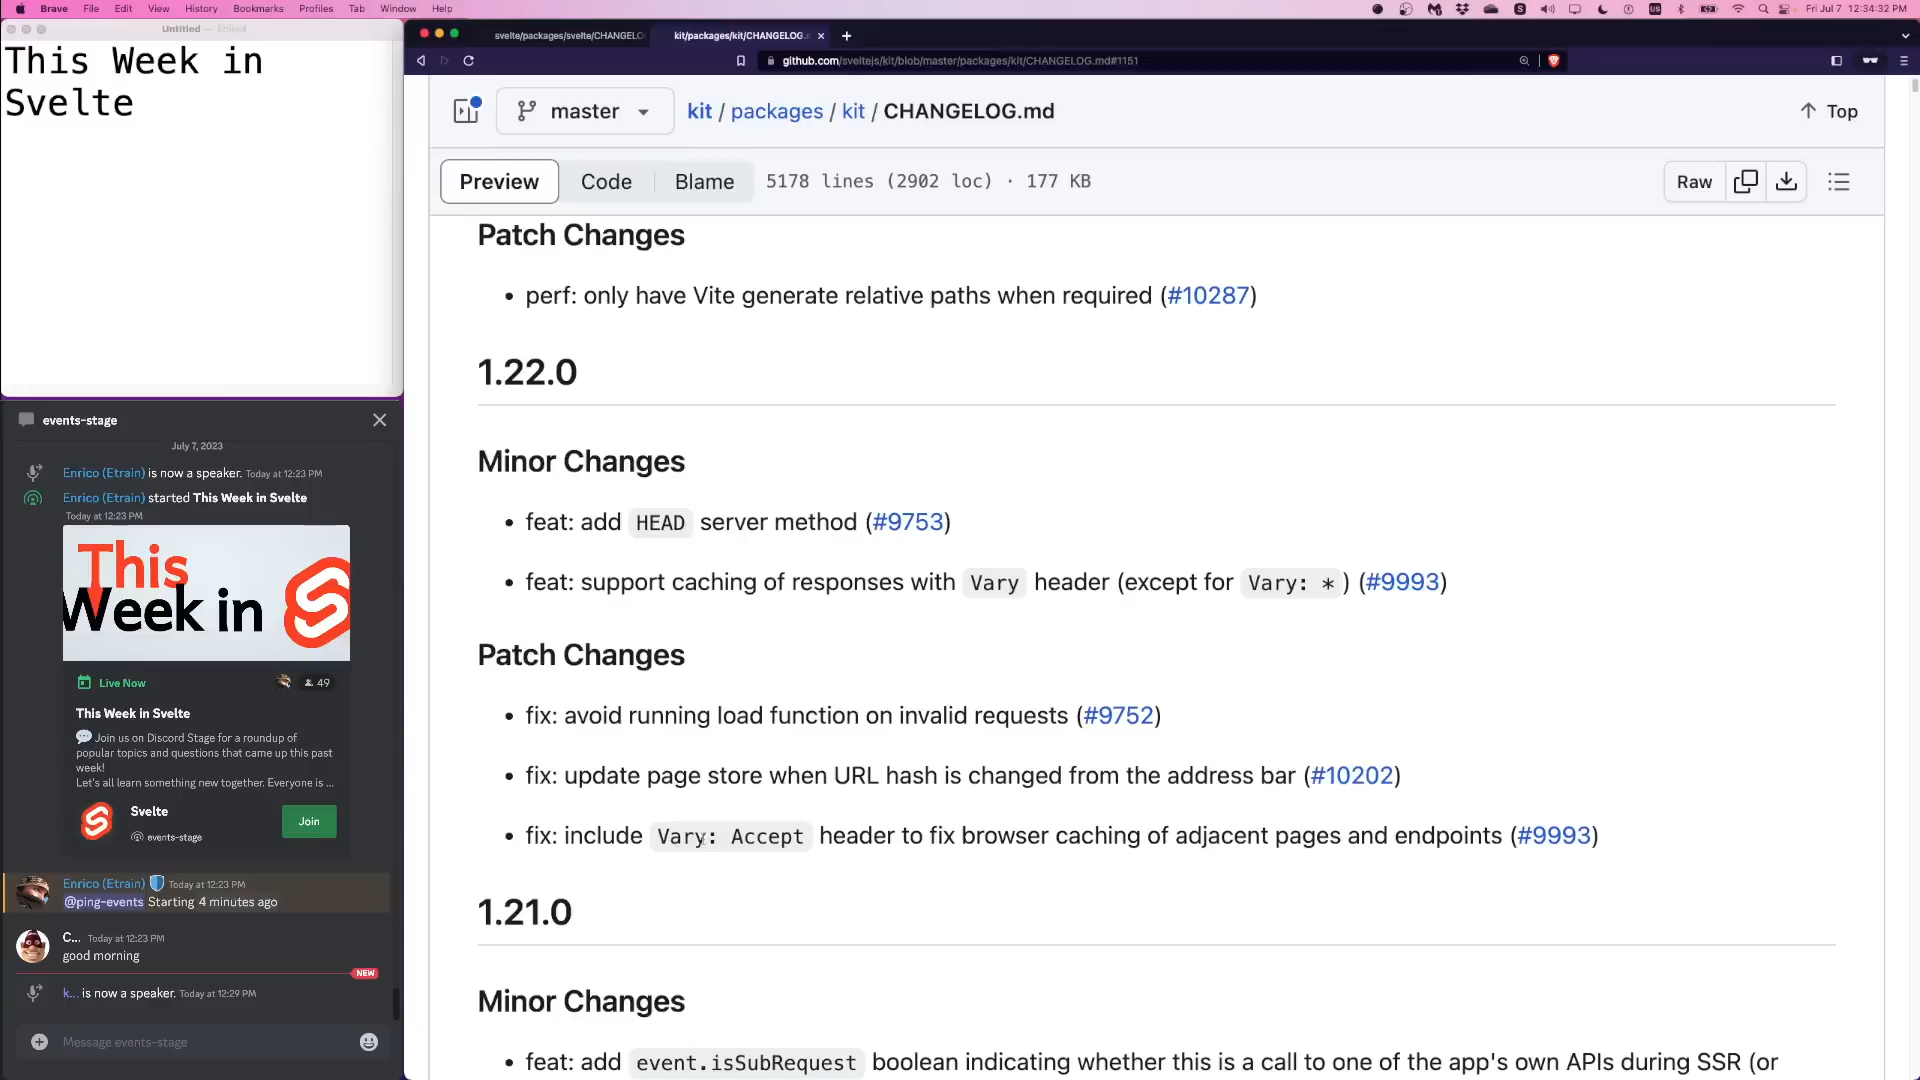 Brave File Edit View History Bookmarks Profiles Tab Window Help
Fri Jul 7 12:34:32 PM
Untitled — Edited
This Week in
Svelte
svelte/packages/svelte/CHANGELO
kit/packages/kit/CHANGELOG.
github.com/sveltejs/kit/blob/master/packages/kit/CHANGELOG.md#1151
master
kit / packages / kit / CHANGELOG.md
Top
Preview Code Blame 5178 lines (2902 loc) · 177 KB
Raw
Patch Changes
• perf: only have Vite generate relative paths when required (#10287)
1.22.0
Minor Changes
• feat: add HEAD server method (#9753)
• feat: support caching of responses with Vary header (except for Vary: *) (#9993)
Patch Changes
• fix: avoid running load function on invalid requests (#9752)
• fix: update page store when URL hash is changed from the address bar (#10202)
• fix: include Vary: Accept header to fix browser caching of adjacent pages and endpoints (#9993)
1.21.0
Minor Changes
• feat: add event.isSubRequest boolean indicating whether this is a call to one of the app's own APIs during SSR (or
events-stage
July 7, 2023
Enrico (Etrain) is now a speaker. Today at 12:23 PM
Enrico (Etrain) started This Week in Svelte
Today at 12:23 PM
This
Week in
Live Now
49
This Week in Svelte
💬 Join us on Discord Stage for a roundup of
popular topics and questions that came up this past
week!
Let's all learn something new together. Everyone is ...
Svelte
events-stage
Join
Enrico (Etrain) Today at 12:23 PM
@ping-events Starting 4 minutes ago
C... Today at 12:23 PM
good morning
NEW
k... is now a speaker. Today at 12:29 PM
Message events-stage